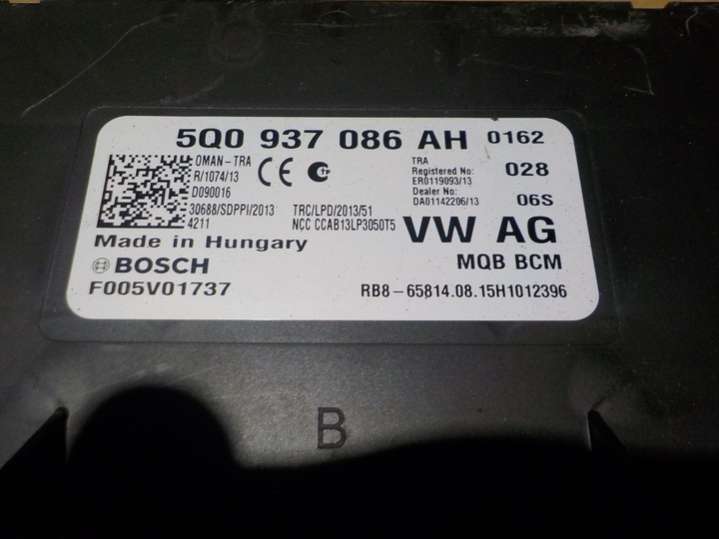 5Q0 937 086 AH 0162
OMAN-TRA
R/1074/13
D090016
30688/SDPPI/2013
4211
CE
TRC/LPD/2013/51
NCC CCAB13LP3050T5
TRA
Registered No:
ER0119093/13
Dealer No:
DA01142206/13
028
06S
Made in Hungary
VW AG
BOSCH
MQB BCM
F005V01737
RB8-65814.08.15H1012396
B